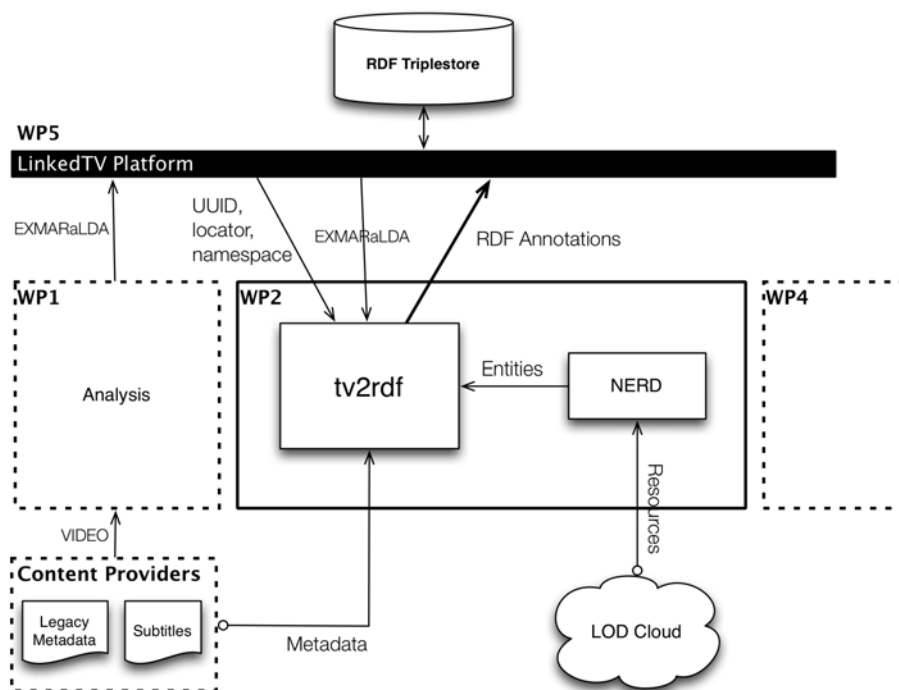 RDF Triplestore
WP5
LinkedTV Platform
EXMARaLDA
UUID,
locator,
namespace
EXMARaLDA
RDF Annotations
WP1
WP2
WP4
Analysis
tv2rdf
Entities
NERD
Resources
VIDEO
Content Providers
Legacy
Metadata
Subtitles
Metadata
LOD Cloud